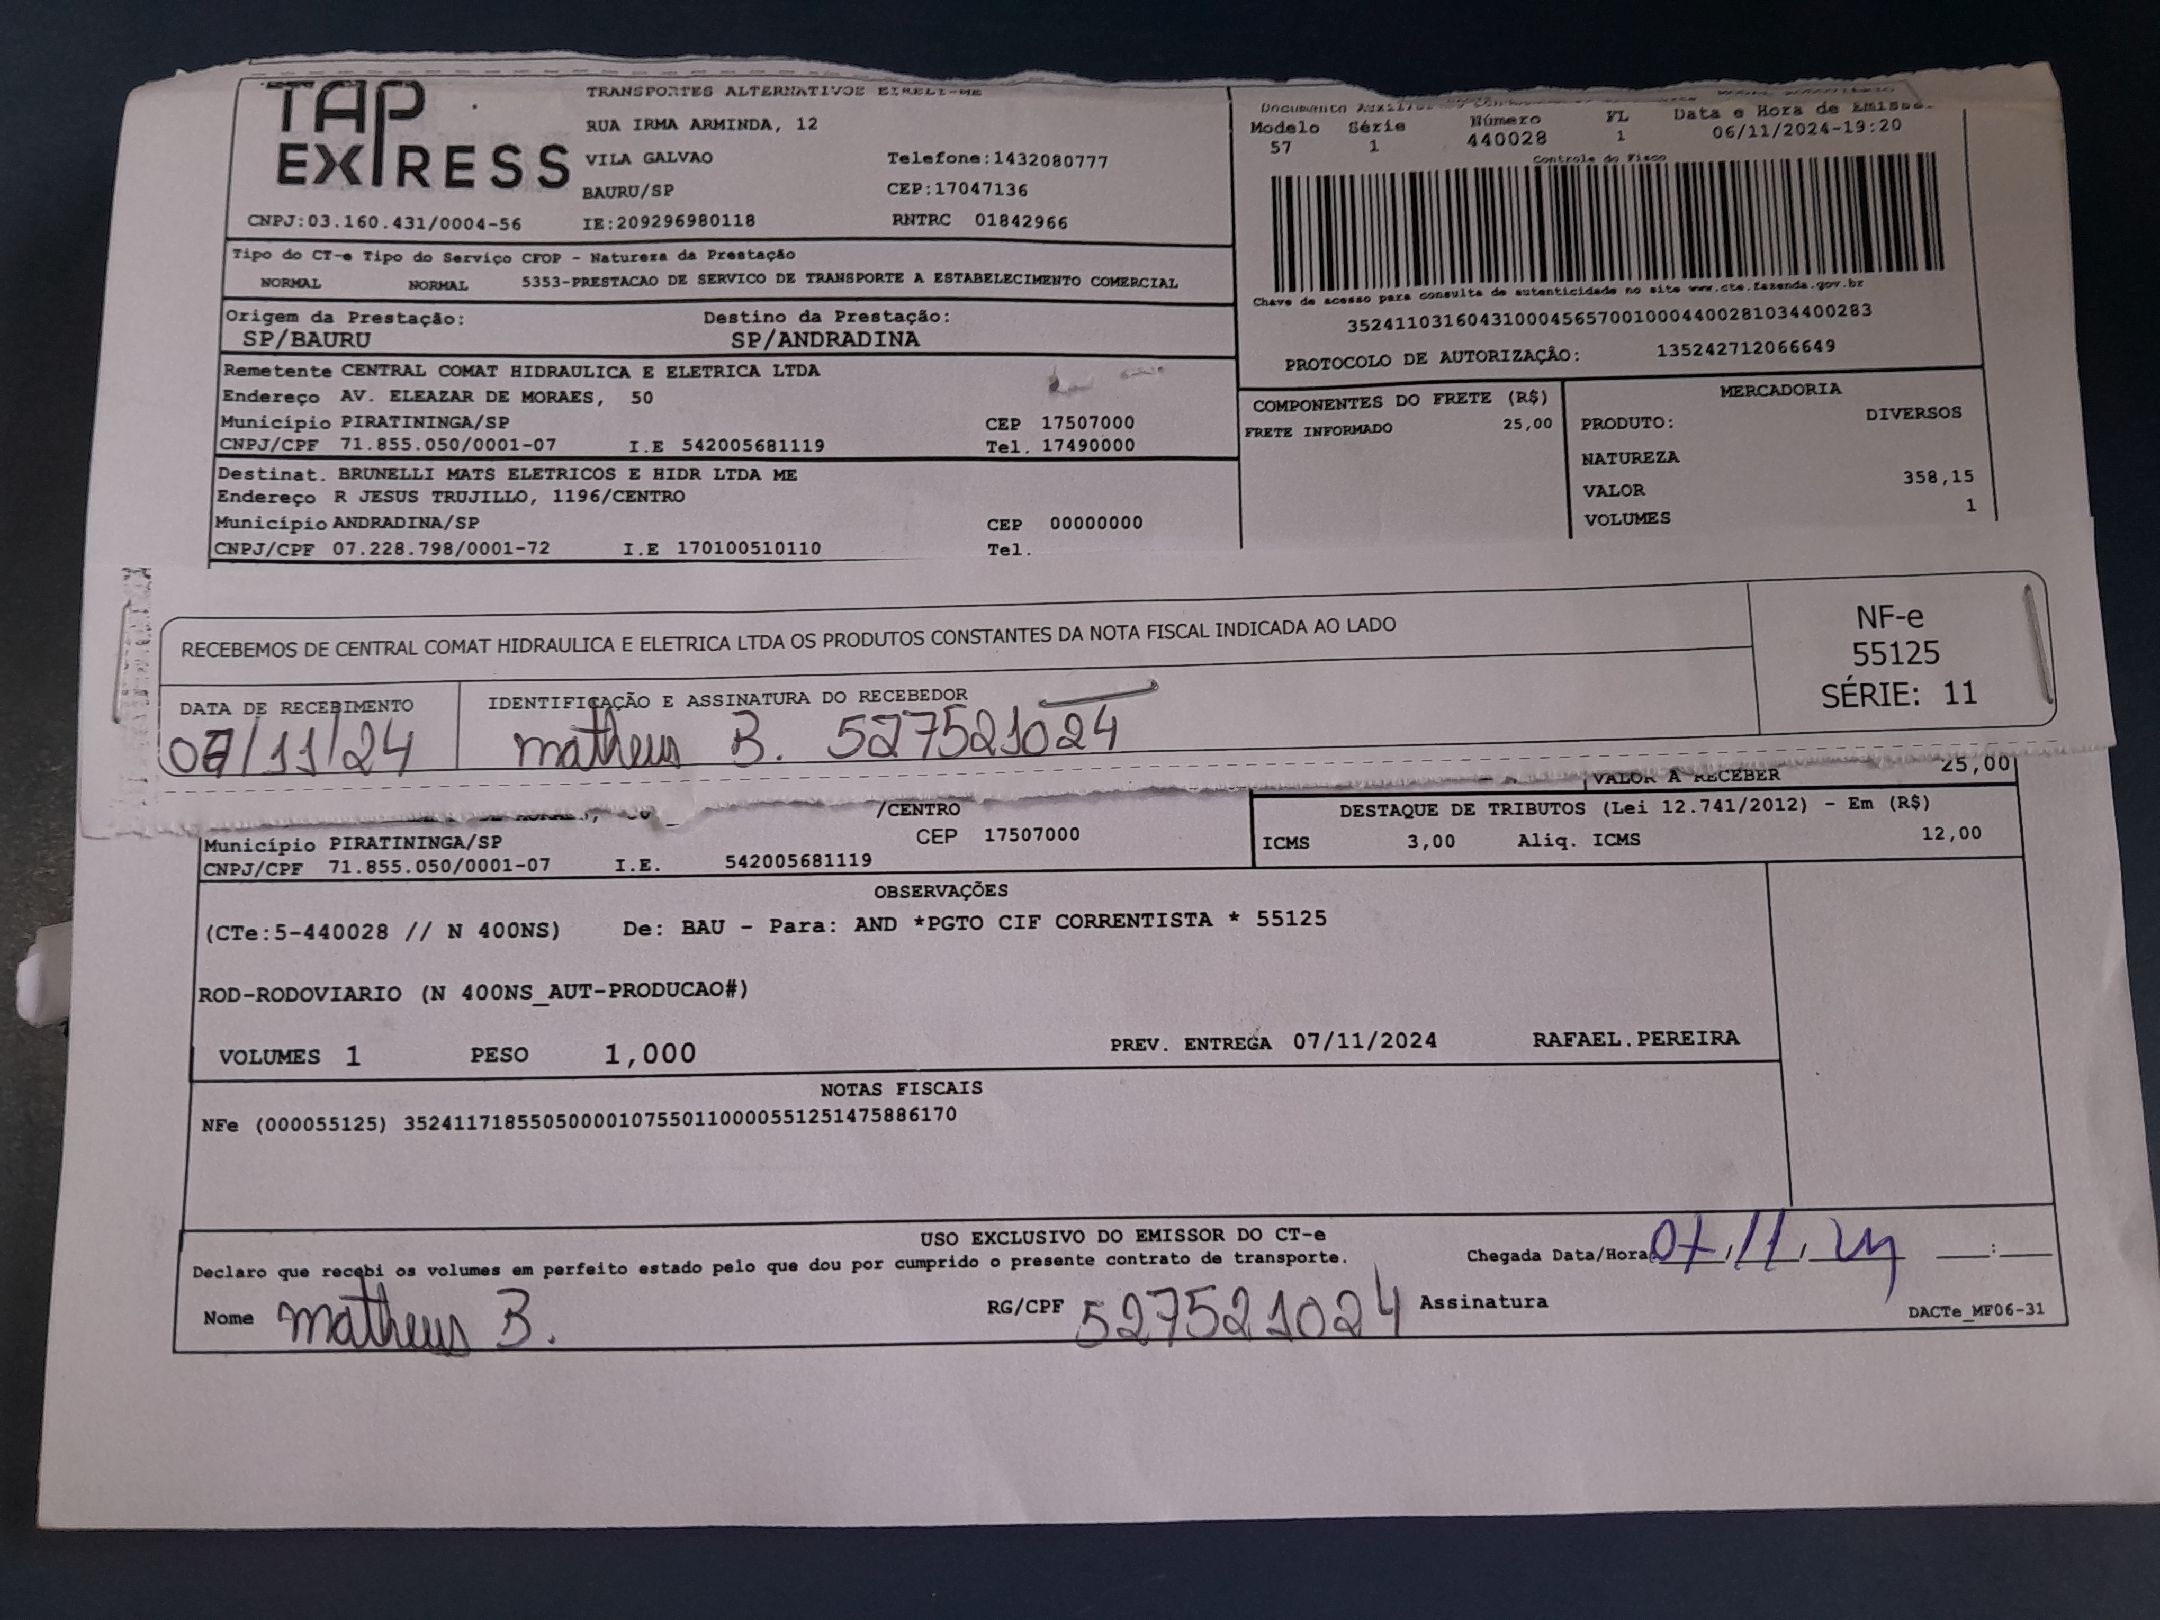 TAP EXPRESS
TRANSPORTES ALTERNATIVOS EIRELI-ME
RUA IRMA ARMINDA, 12
VILA GALVAO Telefone:1432080777
BAURU/SP CEP:17047136
CNPJ:03.160.431/0004-56 IE:209296980118 RNTRC 01842966
Documento Auxiliar
Modelo Série Número FL Data e Hora de Emissã
57 1 440028 1 06/11/2024-19:20
Controle do Fisco
Chave de acesso para consulta de autenticidade no site www.cte.fazenda.gov.br
35241103160431000456570010004400281034400283
PROTOCOLO DE AUTORIZAÇÃO: 135242712066649
Tipo do CT-e Tipo do Serviço CFOP - Natureza da Prestação
NORMAL NORMAL 5353-PRESTACAO DE SERVICO DE TRANSPORTE A ESTABELECIMENTO COMERCIAL
Origem da Prestação: Destino da Prestação:
SP/BAURU SP/ANDRADINA
Remetente CENTRAL COMAT HIDRAULICA E ELETRICA LTDA
Endereço AV. ELEAZAR DE MORAES, 50
Município PIRATININGA/SP CEP 17507000
CNPJ/CPF 71.855.050/0001-07 I.E 542005681119 Tel. 17490000
Destinat. BRUNELLI MATS ELETRICOS E HIDR LTDA ME
Endereço R JESUS TRUJILLO, 1196/CENTRO
Município ANDRADINA/SP CEP 00000000
CNPJ/CPF 07.228.798/0001-72 I.E 170100510110 Tel.
COMPONENTES DO FRETE (R$)
FRETE INFORMADO 25,00
MERCADORIA
PRODUTO: DIVERSOS
NATUREZA
VALOR 358,15
VOLUMES 1
RECEBEMOS DE CENTRAL COMAT HIDRAULICA E ELETRICA LTDA OS PRODUTOS CONSTANTES DA NOTA FISCAL INDICADA AO LADO
NF-e
55125
SÉRIE: 11
DATA DE RECEBIMENTO IDENTIFICAÇÃO E ASSINATURA DO RECEBEDOR
07/11/24 matheus B. 527521024
VALOR A RECEBER 25,00
/CENTRO
Município PIRATININGA/SP CEP 17507000
CNPJ/CPF 71.855.050/0001-07 I.E. 542005681119
DESTAQUE DE TRIBUTOS (Lei 12.741/2012) - Em (R$)
ICMS 3,00 Aliq. ICMS 12,00
OBSERVAÇÕES
(CTe:5-440028 // N 400NS) De: BAU - Para: AND *PGTO CIF CORRENTISTA * 55125
ROD-RODOVIARIO (N 400NS_AUT-PRODUCAO#)
VOLUMES 1 PESO 1,000 PREV. ENTREGA 07/11/2024 RAFAEL.PEREIRA
NOTAS FISCAIS
NFe (000055125) 35241171855050000107550110000551251475886170
USO EXCLUSIVO DO EMISSOR DO CT-e
Declaro que recebi os volumes em perfeito estado pelo que dou por cumprido o presente contrato de transporte. Chegada Data/Hora 07/11/24 :
Nome matheus B. RG/CPF 527521024 Assinatura
DACTe_MF06-31